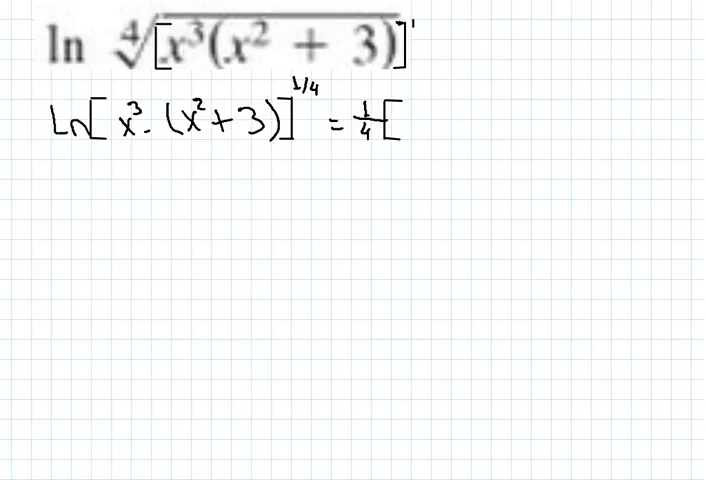 ln ∜[x³(x² + 3)]'
Ln[x³·(x²+3)]^1/4 = 1/4 [